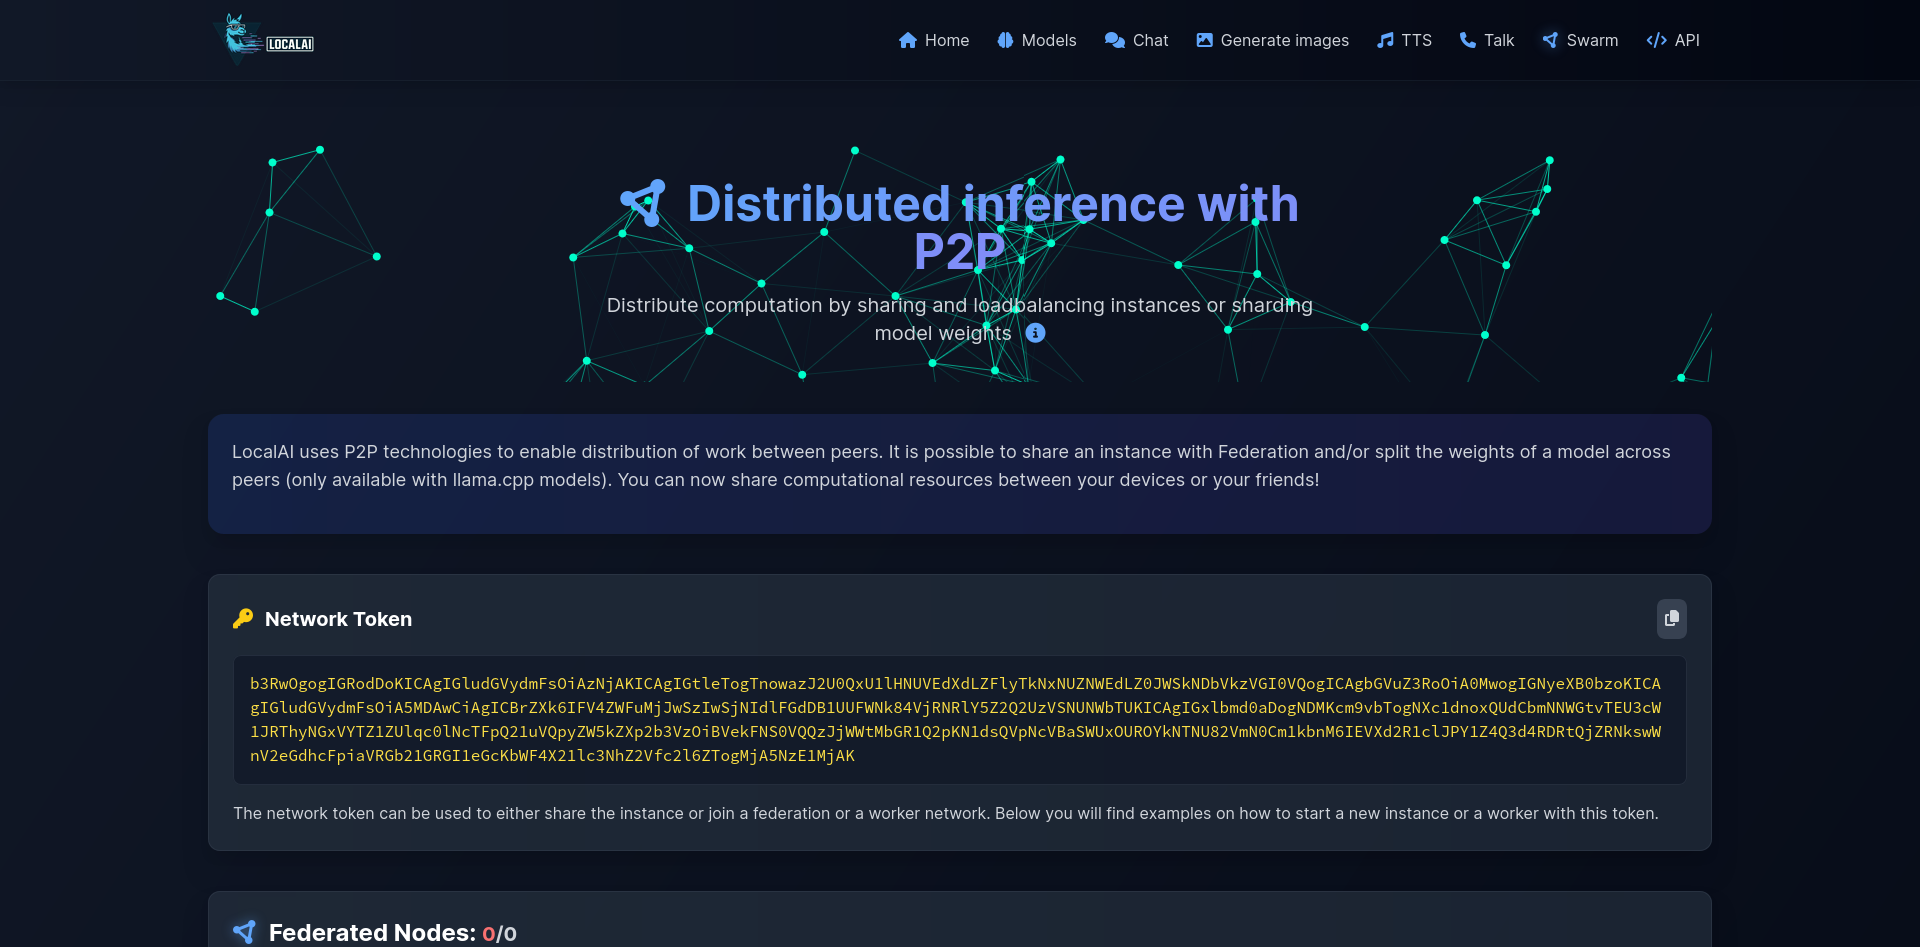 LOCALAI
Home
Models
Chat
Generate images
TTS
Talk
Swarm
API
Distributed inference with
P2P
Distribute computation by sharing and loadbalancing instances or sharding
model weights
LocalAI uses P2P technologies to enable distribution of work between peers. It is possible to share an instance with Federation and/or split the weights of a model across
peers (only available with llama.cpp models). You can now share computational resources between your devices or your friends!
Network Token
b3RwOgogIGRodDoKICAgIGludGVydmFsOiAzNjAKICAgIGtleTogTnowazJ2U0QxU1lHNUVEdXdLZFlyTkNxNUZNWEdLZ0JWSkNDbVkzVGI0VQogICAgbGVuZ3RoOiA0MwogIGNyeXB0bzoKICA
gIGludGVydmFsOiA5MDAwCiAgICBrZXk6IFV4ZWFuMjJwSzIwSjNIdlFGdDB1UUFWNk84VjRNRlY5Z2Q2UzVSNUNWbTUKICAgIGxlbmd0aDogNDMKcm9vbTogNXc1dnoxQUdCbmNNWGtvTEU3cW
1JRThyNGxVYTZ1ZUlqc0lNcTFpQ21uVQpyZW5kZXp2b3VzOiBVekFNS0VQQzJjWWtMbGR1Q2pKN1dsQVpNcVBaSWUxOUROYkNTNU82VmN0Cm1kbnM6IEVXd2R1clJPY1Z4Q3d4RDRtQjZRNkswW
nV2eGdhcFpiaVRGb21GRGI1eGcKbWF4X21lc3NhZ2Vfc2l6ZTogMjA5NzE1MjAK
The network token can be used to either share the instance or join a federation or a worker network. Below you will find examples on how to start a new instance or a worker with this token.
Federated Nodes: 0/0